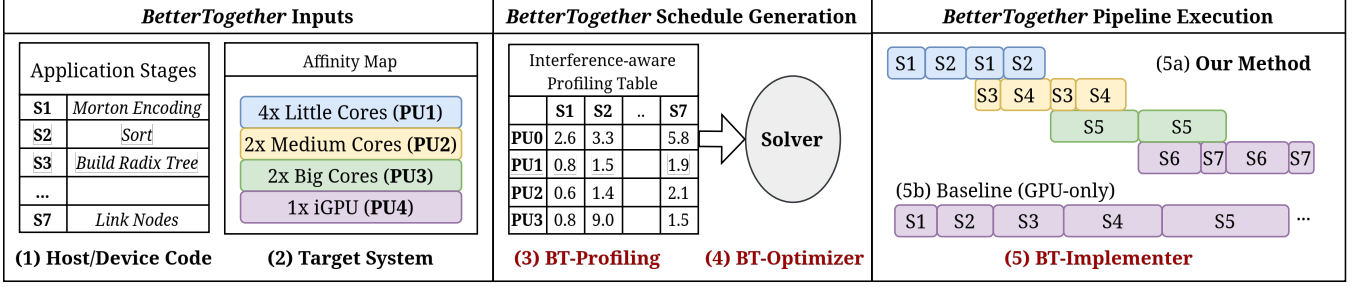 BetterTogether Inputs
Application Stages
S1 Morton Encoding
S2 Sort
S3 Build Radix Tree
...
S7 Link Nodes
(1) Host/Device Code
Affinity Map
4x Little Cores (PU1)
2x Medium Cores (PU2)
2x Big Cores (PU3)
1x iGPU (PU4)
(2) Target System
BetterTogether Schedule Generation
Interference-aware
Profiling Table
S1 S2 .. S7
PU0 2.6 3.3 5.8
PU1 0.8 1.5 1.9
PU2 0.6 1.4 2.1
PU3 0.8 9.0 1.5
(3) BT-Profiling
Solver
(4) BT-Optimizer
BetterTogether Pipeline Execution
S1 S2 S1 S2
(5a) Our Method
S3 S4 S3 S4
S5 S5
S6 S7 S6 S7
(5b) Baseline (GPU-only)
S1 S2 S3 S4 S5 ...
(5) BT-Implementer